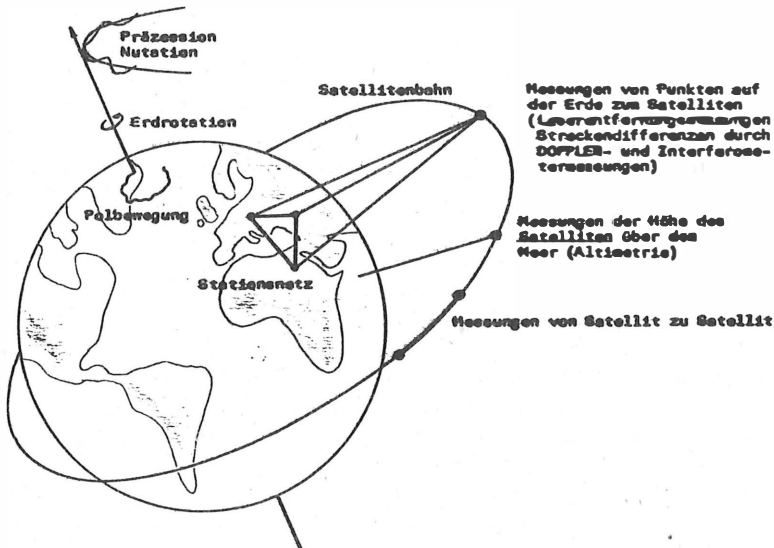 Präzession
Nutation
Satellitenbahn
Messungen von Punkten auf
der Erde zum Satelliten
(Laserentfernungsmessungen
Streckendifferenzen durch
DOPPLER- und Interferome-
termessungen)
Erdrotation
Polbewegung
Messungen der Höhe des
Satelliten über dem
Meer (Altimetrie)
Stationsnetz
Messungen von Satellit zu Satellit